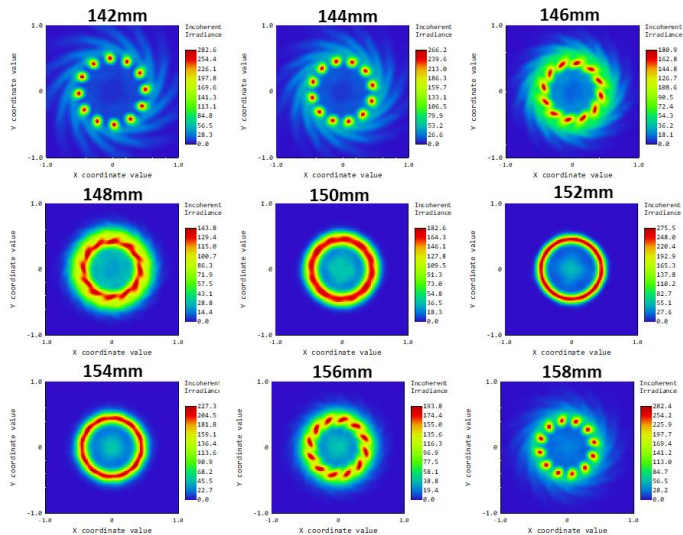 142mm
Incoherent
Irradiance
1.0
282.6
254.4
226.1
197.8
169.6
141.3
113.1
84.8
56.5
28.3
0.0
Y coordinate value
0
-1.0
-1.0 0 1.0
X coordinate value
144mm
Incoherent
Irradiance
1.0
266.2
239.6
213.0
186.3
159.7
133.1
106.5
79.9
53.2
26.6
0.0
Y coordinate value
0
-1.0
-1.0 0 1.0
X coordinate value
146mm
Incoherent
Irradiance
1.0
180.9
162.8
144.8
126.7
108.6
90.5
72.4
54.3
36.2
18.1
0.0
Y coordinate value
0
-1.0
-1.0 0 1.0
X coordinate value
148mm
Incoherent
Irradiance
1.0
143.8
129.4
115.0
100.7
86.3
71.9
57.5
43.1
28.8
14.4
0.0
Y coordinate value
0
-1.0
-1.0 0 1.0
X coordinate value
150mm
Incoherent
Irradiance
1.0
182.6
164.3
146.1
127.8
109.5
91.3
73.0
54.8
36.5
18.3
0.0
Y coordinate value
0
-1.0
-1.0 0 1.0
X coordinate value
152mm
Incoherent
Irradiance
1.0
275.5
248.0
220.4
192.9
165.3
137.8
110.2
82.7
55.1
27.6
0.0
Y coordinate value
0
-1.0
-1.0 0 1.0
X coordinate value
154mm
Incoherent
Irradiance
1.0
227.3
204.5
181.8
159.1
136.4
113.6
90.9
68.2
45.5
22.7
0.0
Y coordinate value
0
-1.0
-1.0 0 1.0
X coordinate value
156mm
Incoherent
Irradiance
1.0
193.8
174.4
155.0
135.6
116.3
96.9
77.5
58.1
38.8
19.4
0.0
Y coordinate value
0
-1.0
-1.0 0 1.0
X coordinate value
158mm
Incoherent
Irradiance
1.0
282.4
254.2
225.9
197.7
169.4
141.2
113.0
84.7
56.5
28.2
0.0
Y coordinate value
0
-1.0
-1.0 0 1.0
X coordinate value